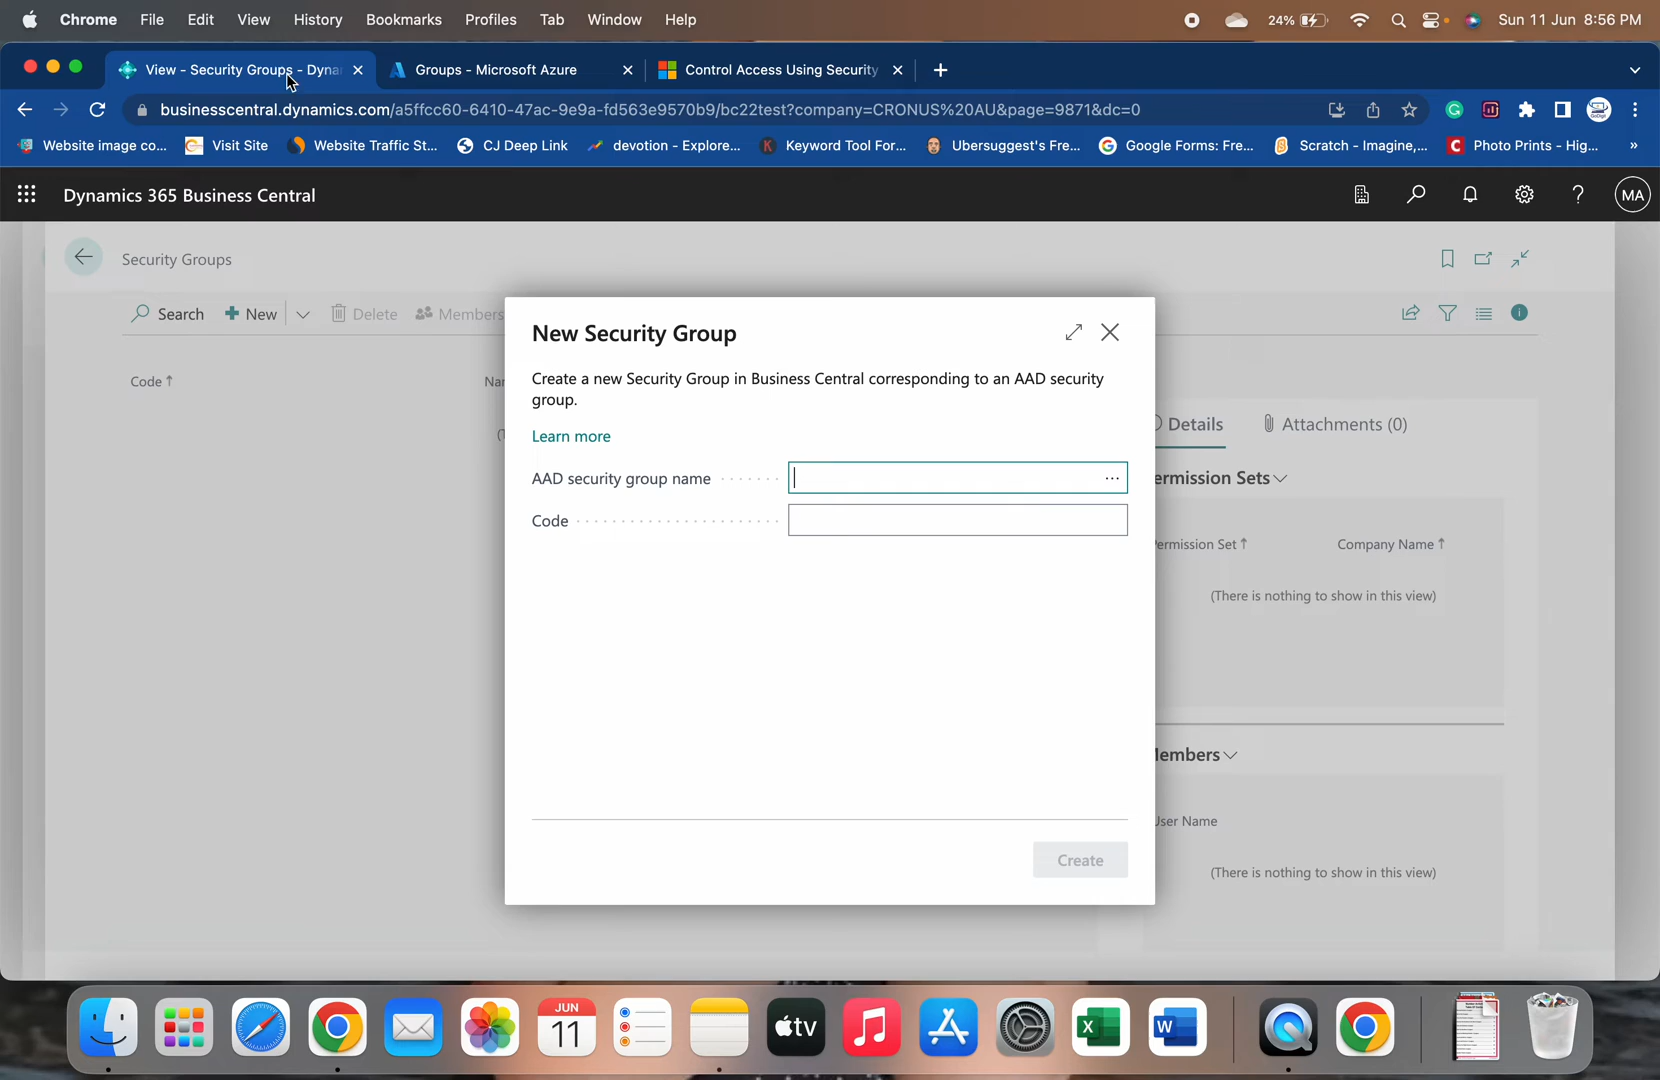 Chrome File Edit View History Bookmarks Profiles Tab Window Help 24% Sun 11 Jun 8:56 PM
View - Security Groups - Dyna Groups - Microsoft Azure Control Access Using Security
businesscentral.dynamics.com/a5ffcc60-6410-47ac-9e9a-fd563e9570b9/bc22test?company=CRONUS%20AU&page=9871&dc=0
Website image co... Visit Site Website Traffic St... CJ Deep Link devotion - Explore... Keyword Tool For... Ubersuggest's Fre... Google Forms: Fre... Scratch - Imagine,... Photo Prints - Hig... »
Dynamics 365 Business Central MA
Security Groups
Search New Delete Members
Code ↑ Nar
New Security Group
Create a new Security Group in Business Central corresponding to an AAD security
group.
Learn more
AAD security group name ...
Code
Create
Details Attachments (0)
ermission Sets
ermission Set ↑ Company Name ↑
(There is nothing to show in this view)
Members
User Name
(There is nothing to show in this view)
JUN
11
tv
X
W